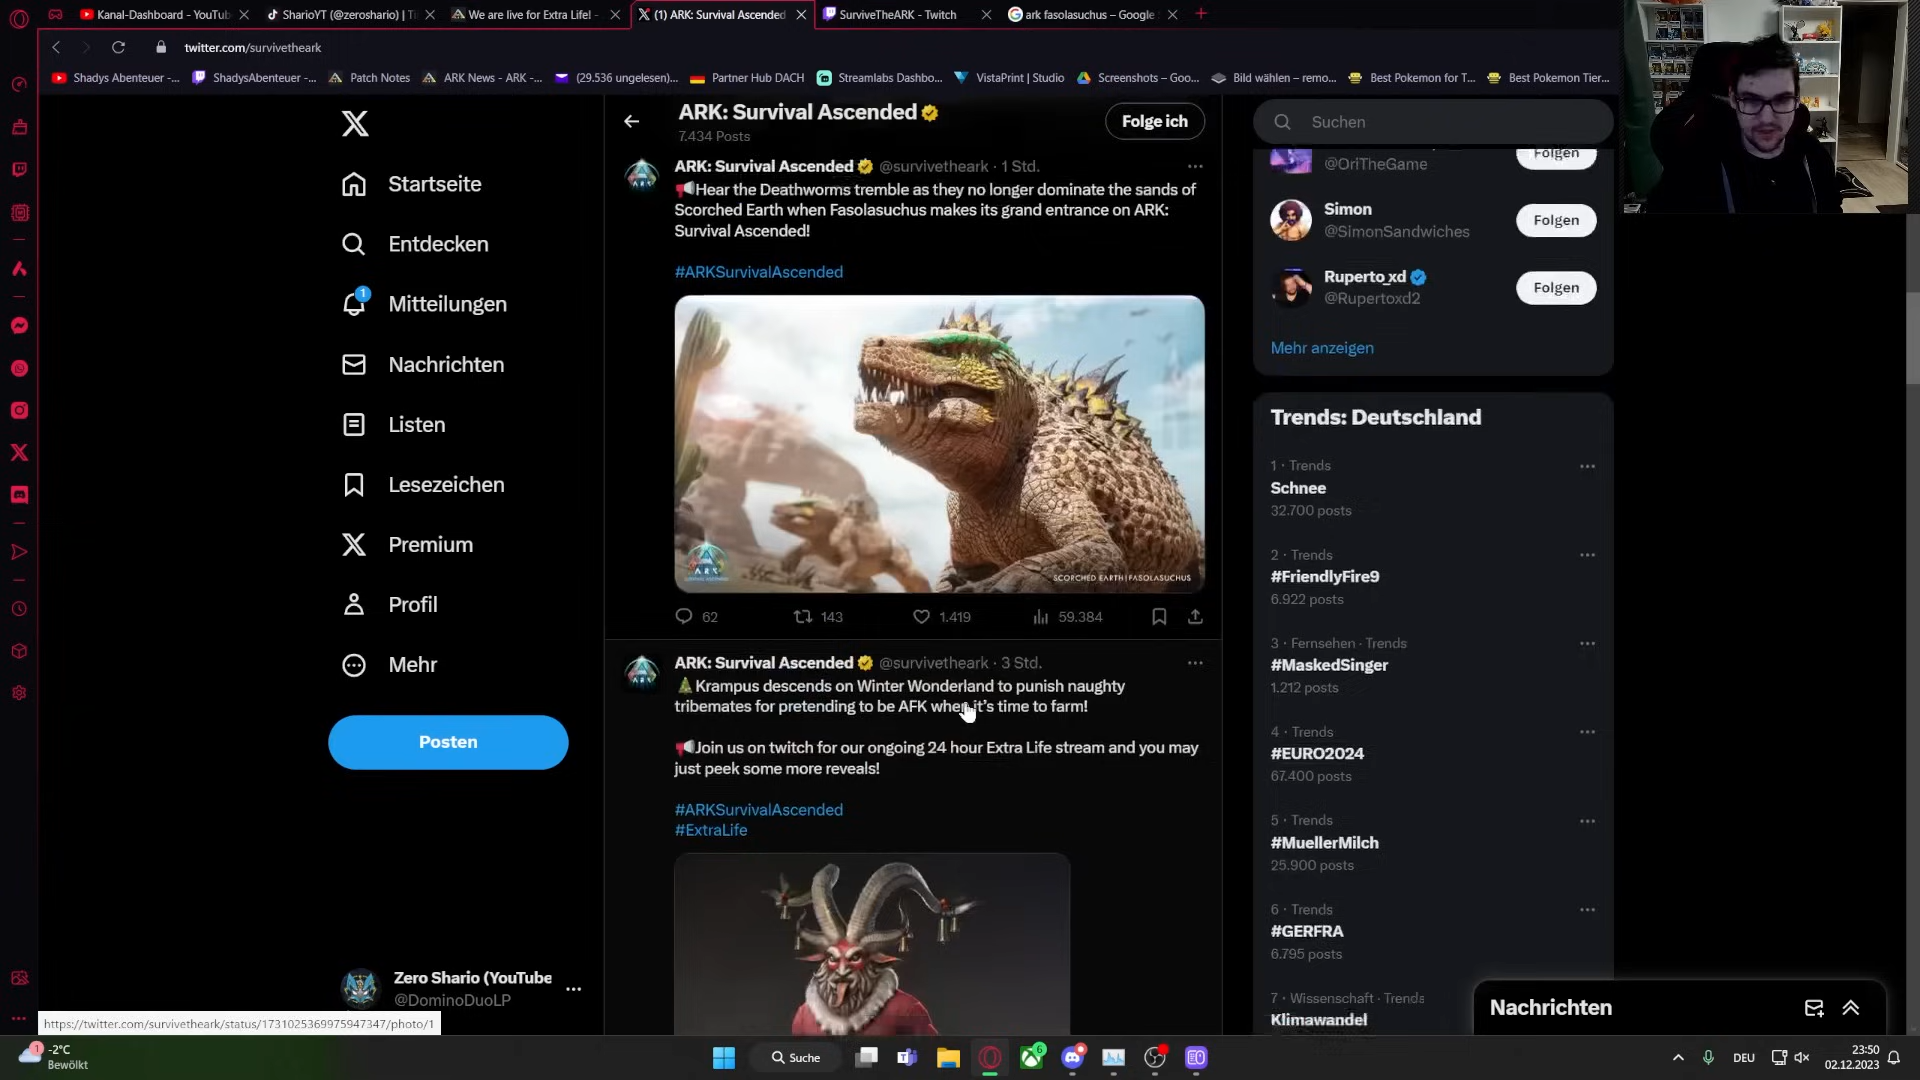 Kanal-Dashboard - YouTub
SharioYT (@zeroshario) | Ti
We are live for Extra Life! -
(1) ARK: Survival Ascended
SurviveTheARK - Twitch
ark fasolasuchus – Google
twitter.com/survivetheark
Shadys Abenteuer -...
ShadysAbenteuer -...
Patch Notes
ARK News - ARK -...
(29.536 ungelesen)...
Partner Hub DACH
Streamlabs Dashbo...
VistaPrint | Studio
Screenshots – Goo...
Bild wählen – remo...
Best Pokemon for T...
Best Pokemon Tier...
Startseite
Entdecken
1
Mitteilungen
Nachrichten
Listen
Lesezeichen
Premium
Profil
Mehr
Posten
Zero Shario (YouTube
@DominoDuoLP
https://twitter.com/survivetheark/status/1731025369975947347/photo/1
ARK: Survival Ascended
7.434 Posts
Folge ich
ARK: Survival Ascended @survivetheark · 1 Std.
Hear the Deathworms tremble as they no longer dominate the sands of
Scorched Earth when Fasolasuchus makes its grand entrance on ARK:
Survival Ascended!
#ARKSurvivalAscended
ARK
SCORCHED EARTH | FASOLASUCHUS
62
143
1.419
59.384
ARK: Survival Ascended @survivetheark · 3 Std.
Krampus descends on Winter Wonderland to punish naughty
tribemates for pretending to be AFK when it's time to farm!
Join us on twitch for our ongoing 24 hour Extra Life stream and you may
just peek some more reveals!
#ARKSurvivalAscended
#ExtraLife
Suchen
@OriTheGame
Folgen
Simon
@SimonSandwiches
Folgen
Ruperto_xd
@Rupertoxd2
Folgen
Mehr anzeigen
Trends: Deutschland
1 · Trends
Schnee
32.700 posts
2 · Trends
#FriendlyFire9
6.922 posts
3 · Fernsehen · Trends
#MaskedSinger
1.212 posts
4 · Trends
#EURO2024
67.400 posts
5 · Trends
#MuellerMilch
25.900 posts
6 · Trends
#GERFRA
6.795 posts
7 · Wissenschaft · Trends
Klimawandel
Nachrichten
1
-2°C
Bewölkt
Suche
6
DEU
23:50
02.12.2023